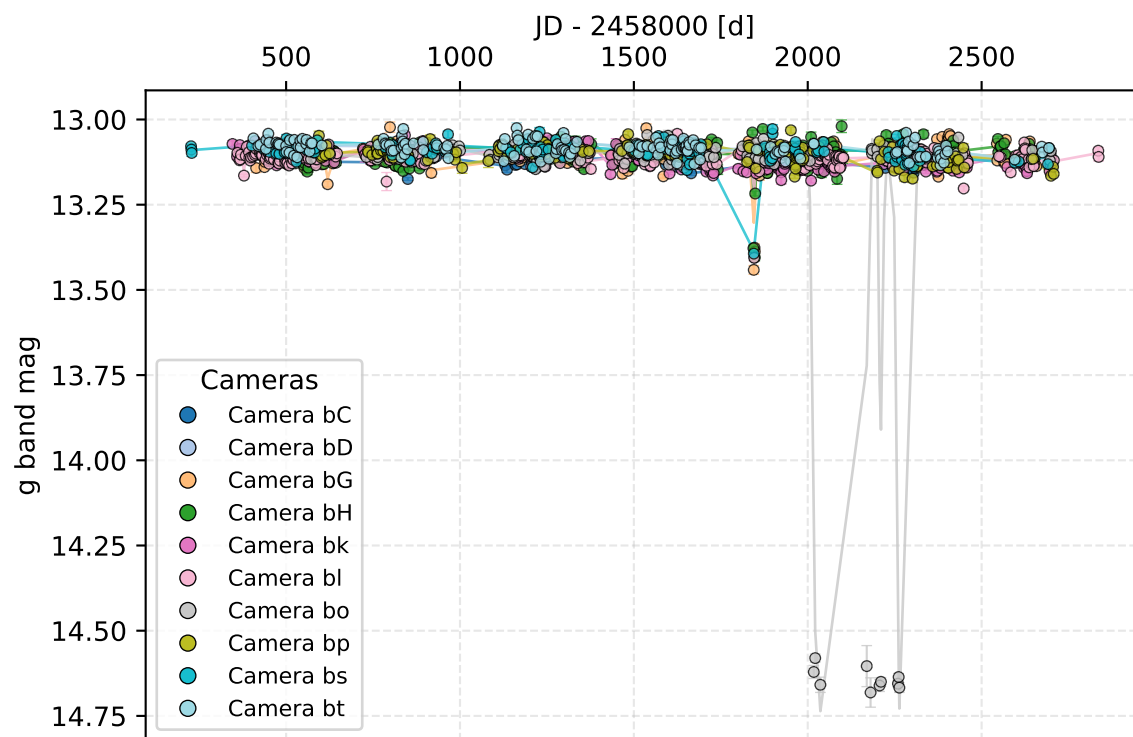 JD - 2458000 [d]
500 1000 1500 2000 2500
13.00
13.25
13.50
13.75
14.00
14.25
14.50
14.75
g band mag
Cameras
Camera bC
Camera bD
Camera bG
Camera bH
Camera bk
Camera bl
Camera bo
Camera bp
Camera bs
Camera bt